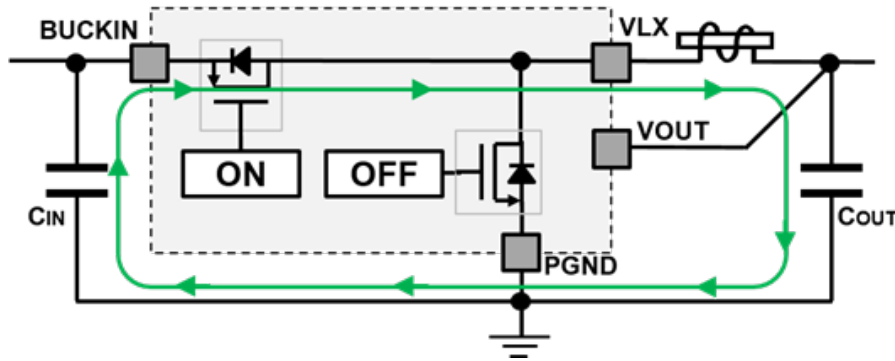 BUCKIN
VLX
VOUT
ON
OFF
CIN
COUT
PGND